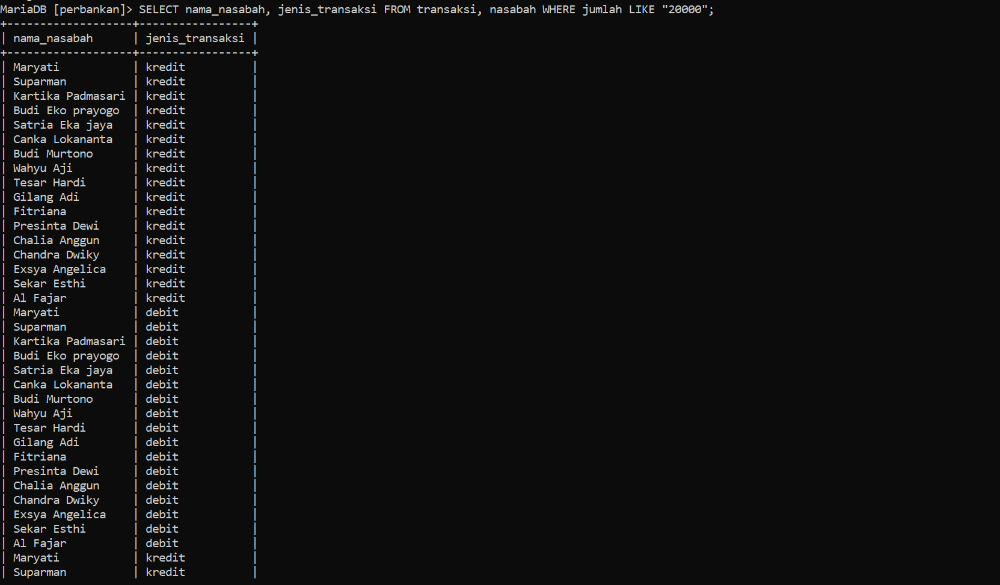 MariaDB [perbankan]> SELECT nama_nasabah, jenis_transaksi FROM transaksi, nasabah WHERE jumlah LIKE "20000";
+-------------------+-----------------+
| nama_nasabah      | jenis_transaksi |
+-------------------+-----------------+
| Maryati           | kredit          |
| Suparman          | kredit          |
| Kartika Padmasari | kredit          |
| Budi Eko prayogo  | kredit          |
| Satria Eka jaya   | kredit          |
| Canka Lokananta   | kredit          |
| Budi Murtono      | kredit          |
| Wahyu Aji         | kredit          |
| Tesar Hardi       | kredit          |
| Gilang Adi        | kredit          |
| Fitriana          | kredit          |
| Presinta Dewi     | kredit          |
| Chalia Anggun     | kredit          |
| Chandra Dwiky     | kredit          |
| Exsya Angelica    | kredit          |
| Sekar Esthi       | kredit          |
| Al Fajar          | kredit          |
| Maryati           | debit           |
| Suparman          | debit           |
| Kartika Padmasari | debit           |
| Budi Eko prayogo  | debit           |
| Satria Eka jaya   | debit           |
| Canka Lokananta   | debit           |
| Budi Murtono      | debit           |
| Wahyu Aji         | debit           |
| Tesar Hardi       | debit           |
| Gilang Adi        | debit           |
| Fitriana          | debit           |
| Presinta Dewi     | debit           |
| Chalia Anggun     | debit           |
| Chandra Dwiky     | debit           |
| Exsya Angelica    | debit           |
| Sekar Esthi       | debit           |
| Al Fajar          | debit           |
| Maryati           | kredit          |
| Suparman          | kredit          |